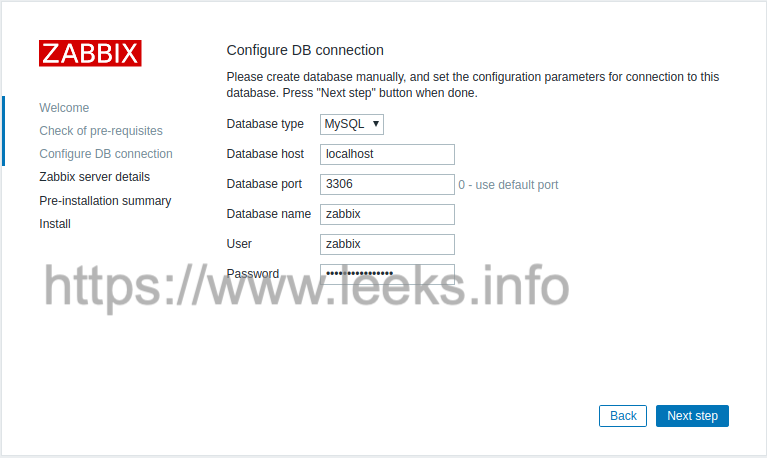 ZABBIX
Welcome
Check of pre-requisites
Configure DB connection
Zabbix server details
Pre-installation summary
Install
Configure DB connection
Please create database manually, and set the configuration parameters for connection to this
database. Press "Next step" button when done.
Database type MySQL ▼
Database host localhost
Database port 3306 0 - use default port
Database name zabbix
User zabbix
Password ••••••••••••••••
https://www.leeks.info
Back Next step